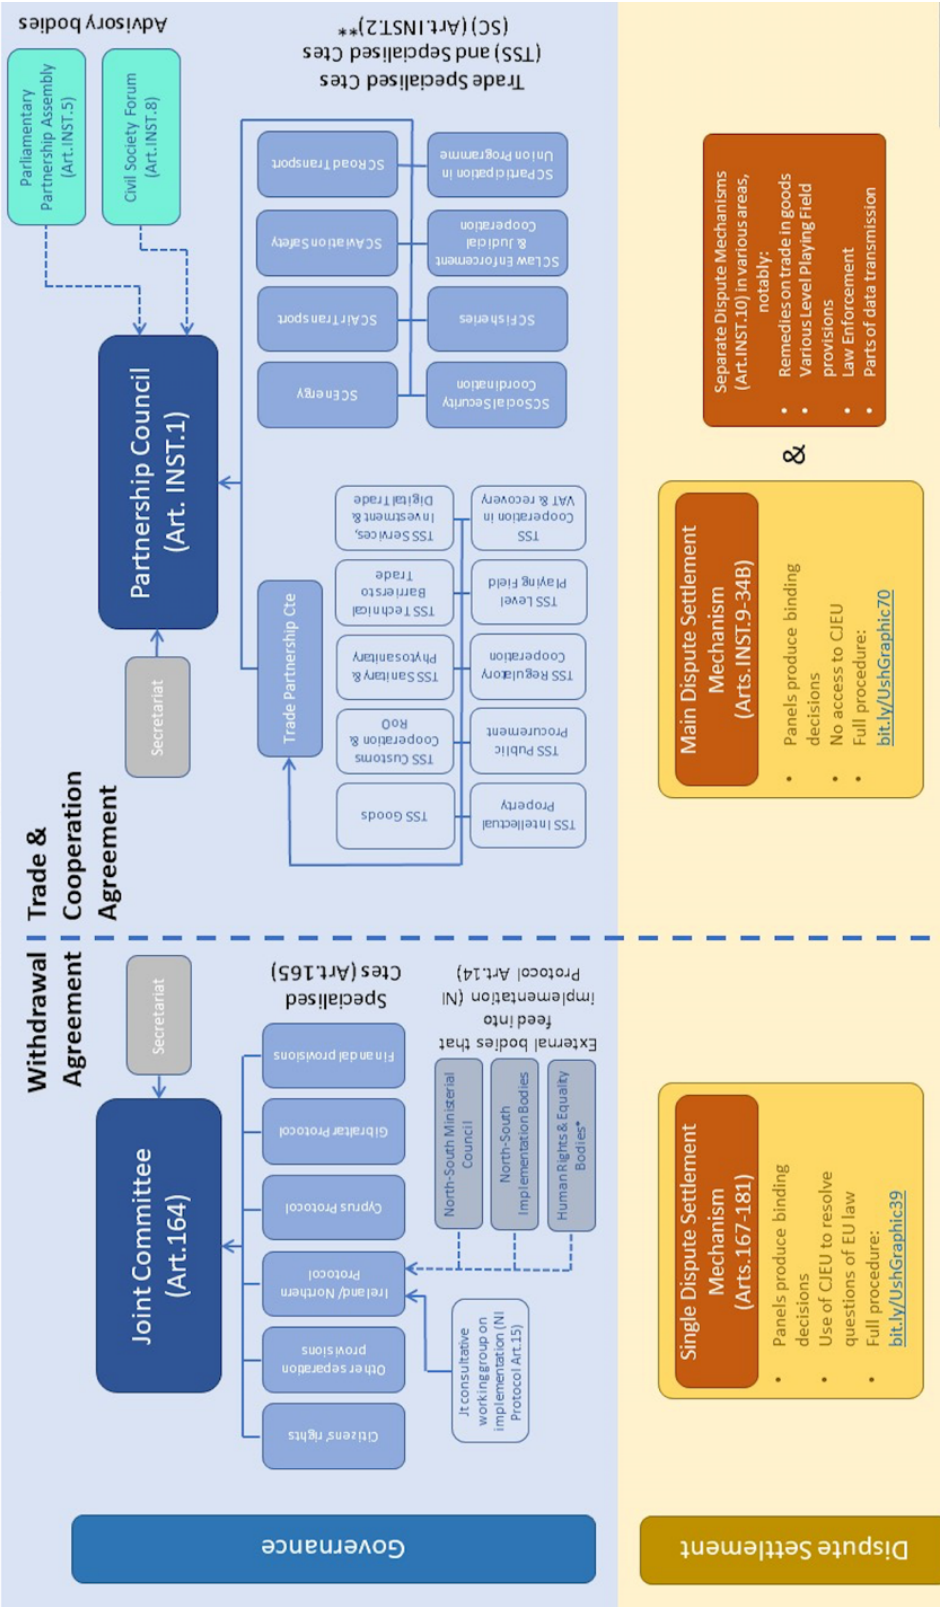 Withdrawal
Agreement
Trade &
Cooperation
Agreement
Governance
Joint Committee
(Art.164)
Secretariat
Citizens' rights
Other separation
provisions
Ireland/ Northern
Protocol
Cyprus Protocol
Gibraltar Protocol
Financial provisions
Specialised
Ctes (Art.165)
Jt consultative
working group on
implementation (NI
Protocol Art.15)
North-South Ministerial
Council
North-South
Implementation Bodies
Human Rights & Equality
Bodies*
External bodies that
feed into
implementation (NI
Protocol Art.14)
Secretariat
Partnership Council
(Art. INST.1)
Parliamentary
Partnership Assembly
(Art.INST.5)
Civil Society Forum
(Art.INST.8)
Advisory bodies
Trade Partnership Cte
TSS Goods
TSS Customs
Cooperation &
RoO
TSS Sanitary &
Phytosanitary
TSS Technical
Barriers to
Trade
TSS Services,
Investment &
Digital Trade
TSS Intellectual
Property
TSS Public
Procurement
TSS Regulatory
Cooperation
TSS Level
Playing Field
TSS
Cooperation in
VAT & recovery
SCEnergy
SCAir Transport
SCAviation Safety
SCRoad Transport
SCSocial Security
Coordination
SCFisheries
SCLaw Enforcement
& Judicial
Cooperation
SCParticipation in
Union Programme
Trade Specialised Ctes
(TSS) and Sepcialised Ctes
(SC) (Art.INST.2)**
Dispute Settlement
Single Dispute Settlement
Mechanism
(Arts.167-181)
• Panels produce binding
decisions
• Use of CJEU to resolve
questions of EU law
• Full procedure:
bit.ly/UshGraphic39
Main Dispute Settlement
Mechanism
(Arts.INST.9-34B)
• Panels produce binding
decisions
• No access to CJEU
• Full procedure:
bit.ly/UshGraphic70
&
Separate Dispute Mechanisms
(Art.INST.10) in various areas,
notably:
• Remedies on trade in goods
• Various Level Playing Field
provisions
• Law Enforcement
• Parts of data transmission